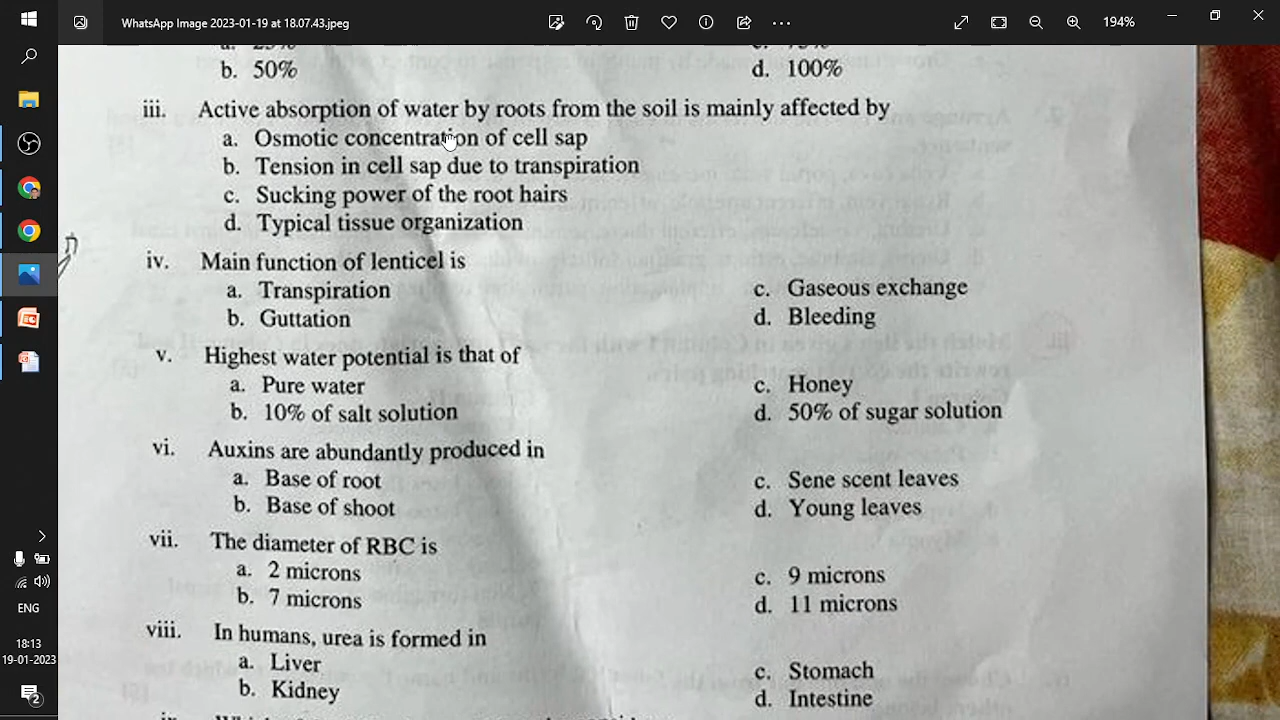 WhatsApp Image 2023-01-19 at 18.07.43.jpeg
194%
b. 50%
d. 100%
iii. Active absorption of water by roots from the soil is mainly affected by
a. Osmotic concentration of cell sap
b. Tension in cell sap due to transpiration
c. Sucking power of the root hairs
d. Typical tissue organization
iv. Main function of lenticel is
a. Transpiration
c. Gaseous exchange
b. Guttation
d. Bleeding
v. Highest water potential is that of
a. Pure water
c. Honey
b. 10% of salt solution
d. 50% of sugar solution
vi. Auxins are abundantly produced in
a. Base of root
c. Sene scent leaves
b. Base of shoot
d. Young leaves
vii. The diameter of RBC is
a. 2 microns
c. 9 microns
b. 7 microns
d. 11 microns
viii. In humans, urea is formed in
a. Liver
c. Stomach
b. Kidney
d. Intestine
ENG
18:13
19-01-2023
2